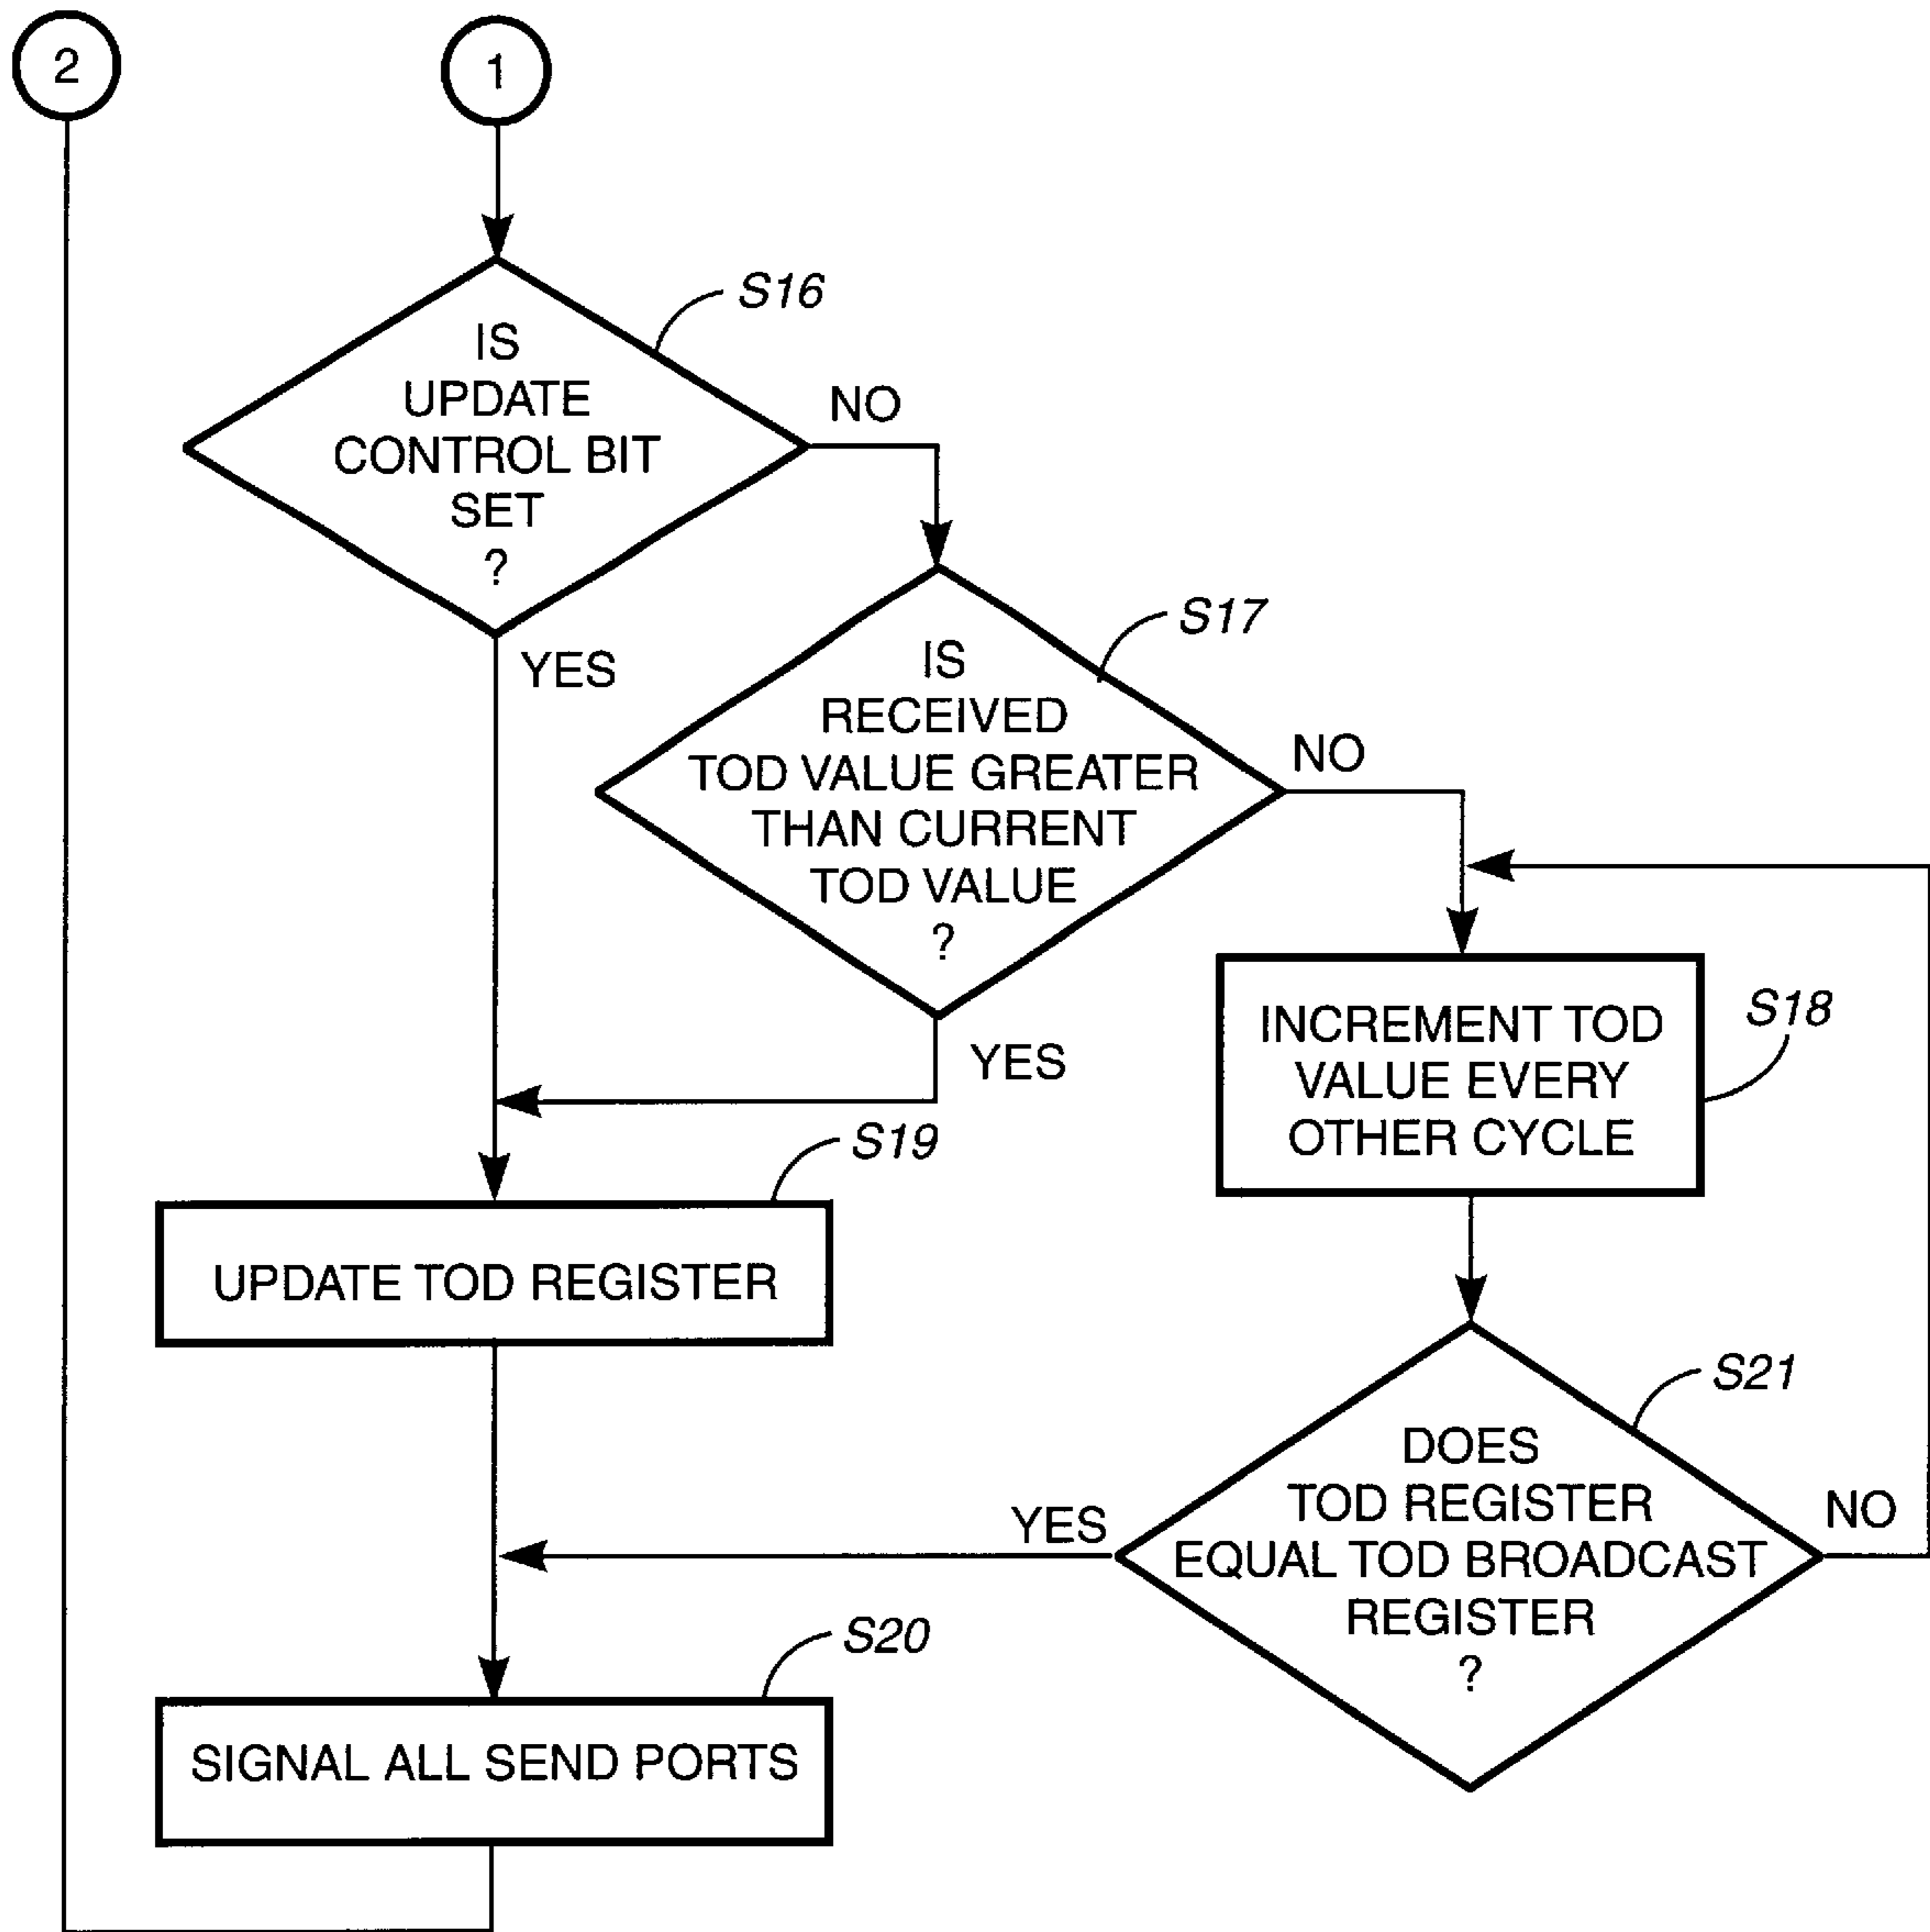 2
1
S16
IS
UPDATE
CONTROL BIT
SET
?
NO
YES
S17
IS
RECEIVED
TOD VALUE GREATER
THAN CURRENT
TOD VALUE
?
NO
YES
INCREMENT TOD
VALUE EVERY
OTHER CYCLE
S18
S19
UPDATE TOD REGISTER
S21
DOES
TOD REGISTER
EQUAL TOD BROADCAST
REGISTER
?
YES
NO
S20
SIGNAL ALL SEND PORTS